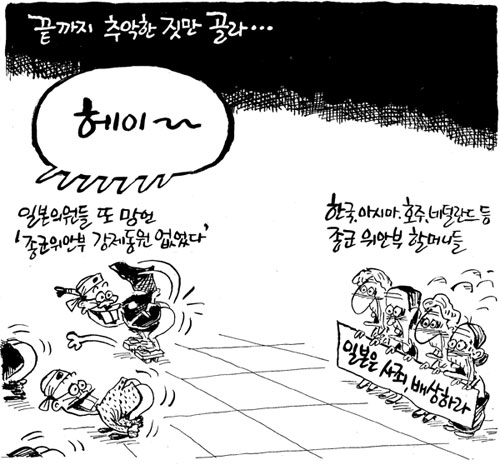 끝까지 추악한 짓만 골라...
헤이~~
일본의원들 또 망언
'종군위안부 강제동원 없었다'
한국, 아시아, 호주, 네덜란드 등
종군 위안부 할머니들
일본은 사죄, 배상하라